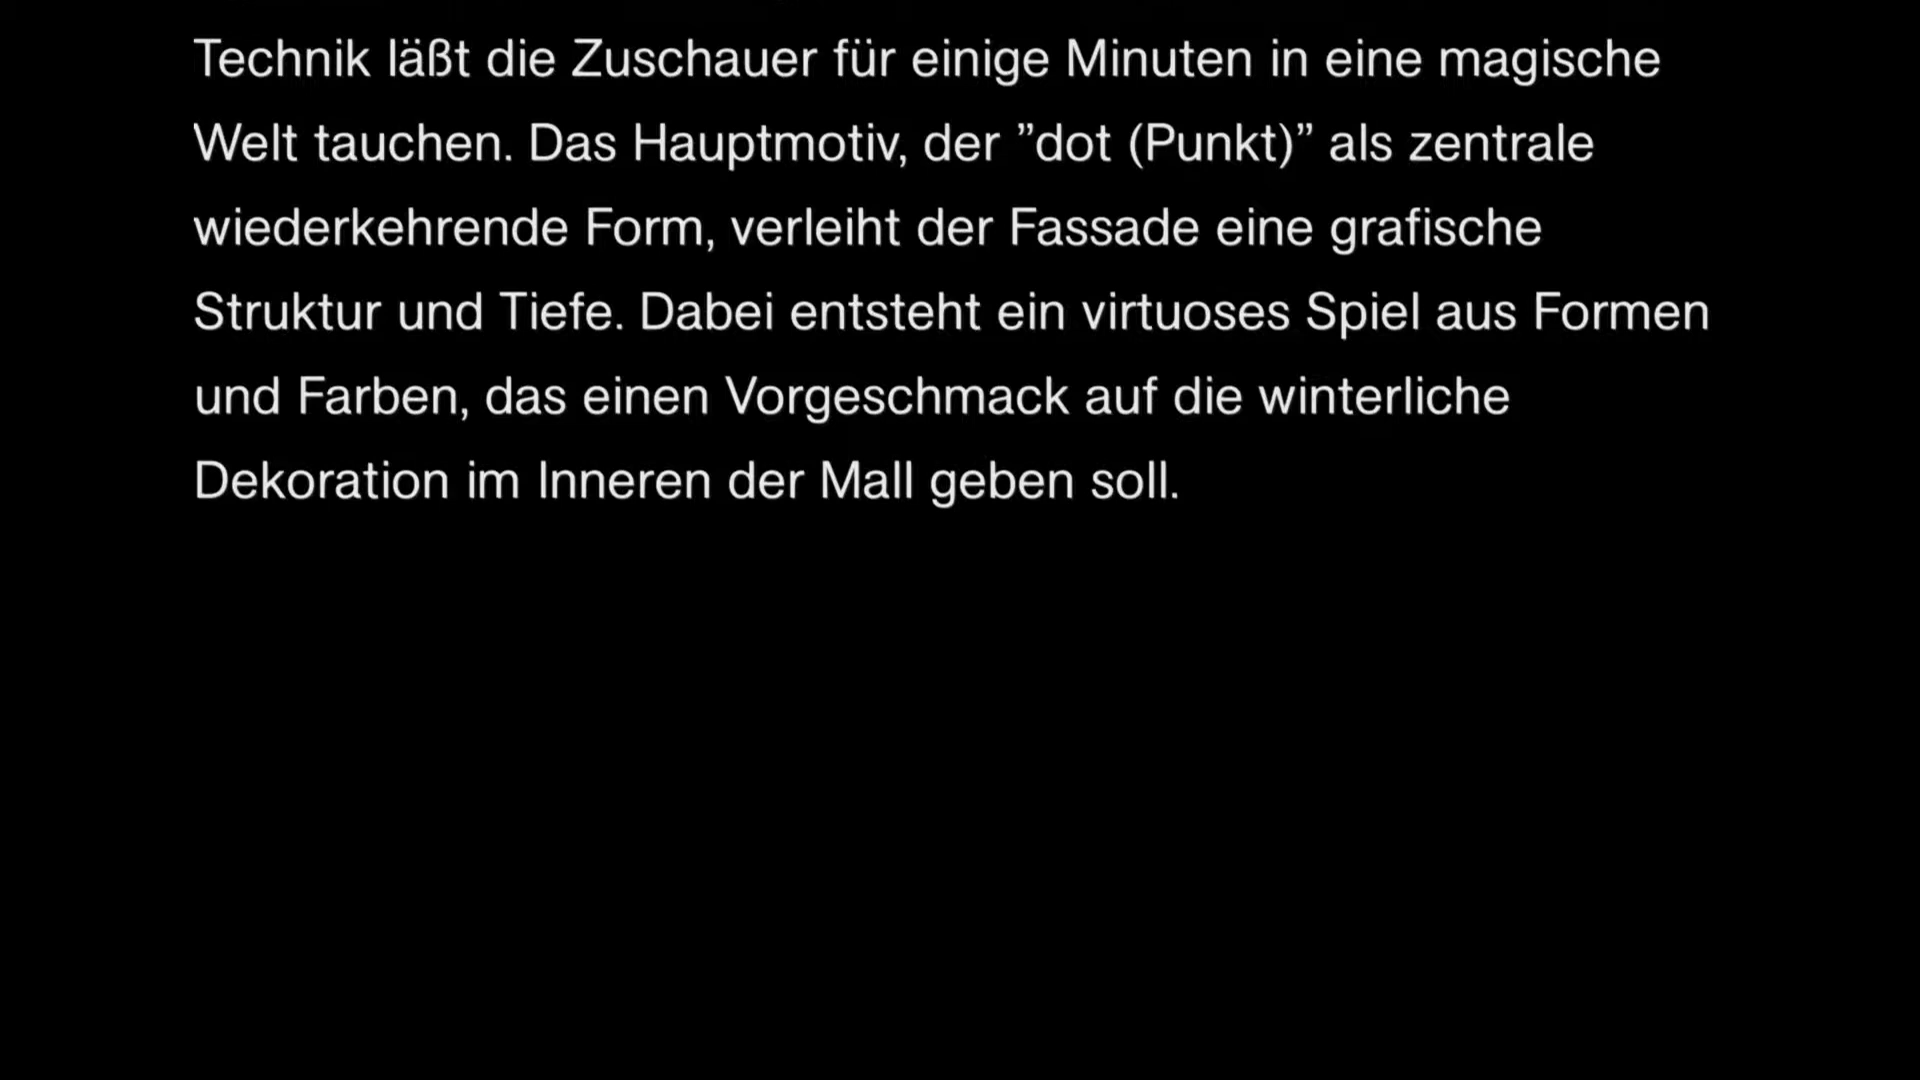 Technik läßt die Zuschauer für einige Minuten in eine magische
Welt tauchen. Das Hauptmotiv, der ”dot (Punkt)” als zentrale
wiederkehrende Form, verleiht der Fassade eine grafische
Struktur und Tiefe. Dabei entsteht ein virtuoses Spiel aus Formen
und Farben, das einen Vorgeschmack auf die winterliche
Dekoration im Inneren der Mall geben soll.